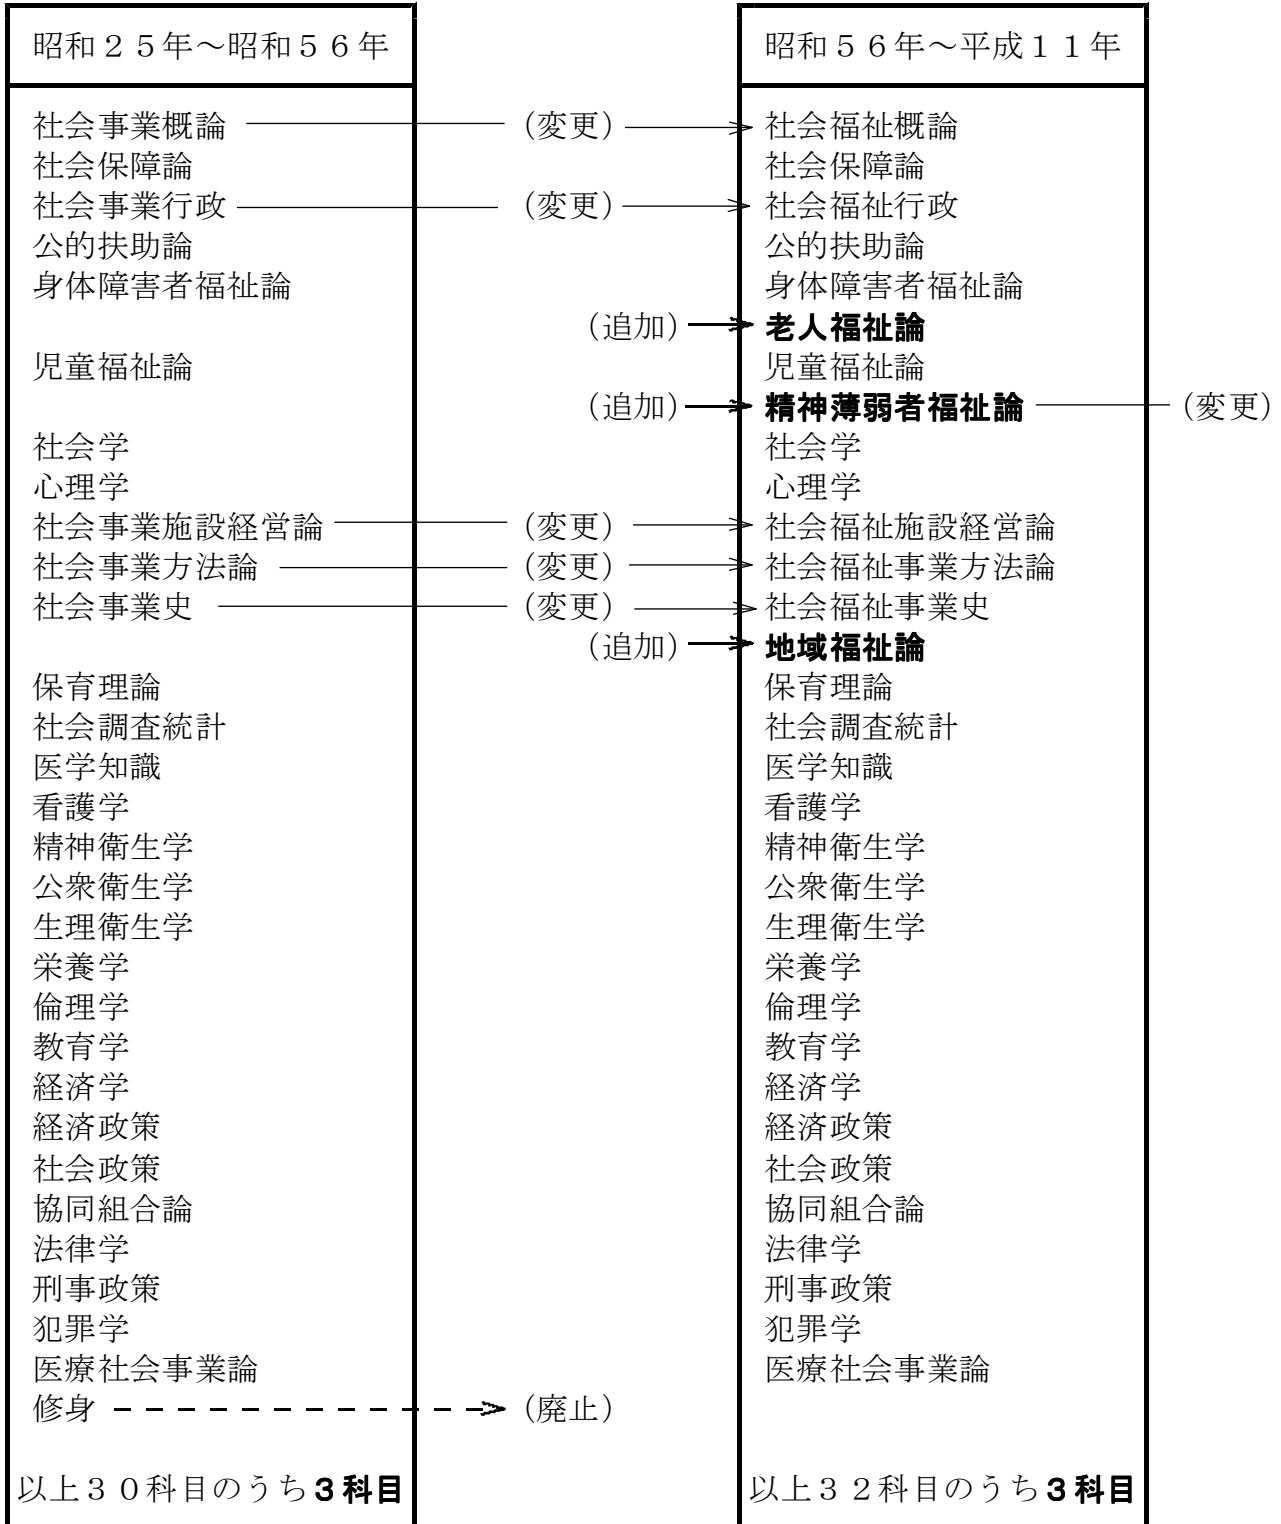 昭和２５年～昭和５６年　昭和５６年～平成１１年
社会事業概論　（変更）　社会福祉概論
社会保障論　社会保障論
社会事業行政　（変更）　社会福祉行政
公的扶助論　公的扶助論
身体障害者福祉論　身体障害者福祉論
（追加）　老人福祉論
児童福祉論　児童福祉論
（追加）　精神薄弱者福祉論　（変更）
社会学　社会学
心理学　心理学
社会事業施設経営論　（変更）　社会福祉施設経営論
社会事業方法論　（変更）　社会福祉事業方法論
社会事業史　（変更）　社会福祉事業史
（追加）　地域福祉論
保育理論　保育理論
社会調査統計　社会調査統計
医学知識　医学知識
看護学　看護学
精神衛生学　精神衛生学
公衆衛生学　公衆衛生学
生理衛生学　生理衛生学
栄養学　栄養学
倫理学　倫理学
教育学　教育学
経済学　経済学
経済政策　経済政策
社会政策　社会政策
協同組合論　協同組合論
法律学　法律学
刑事政策　刑事政策
犯罪学　犯罪学
医療社会事業論　医療社会事業論
修身　（廃止）
以上３０科目のうち３科目　以上３２科目のうち３科目